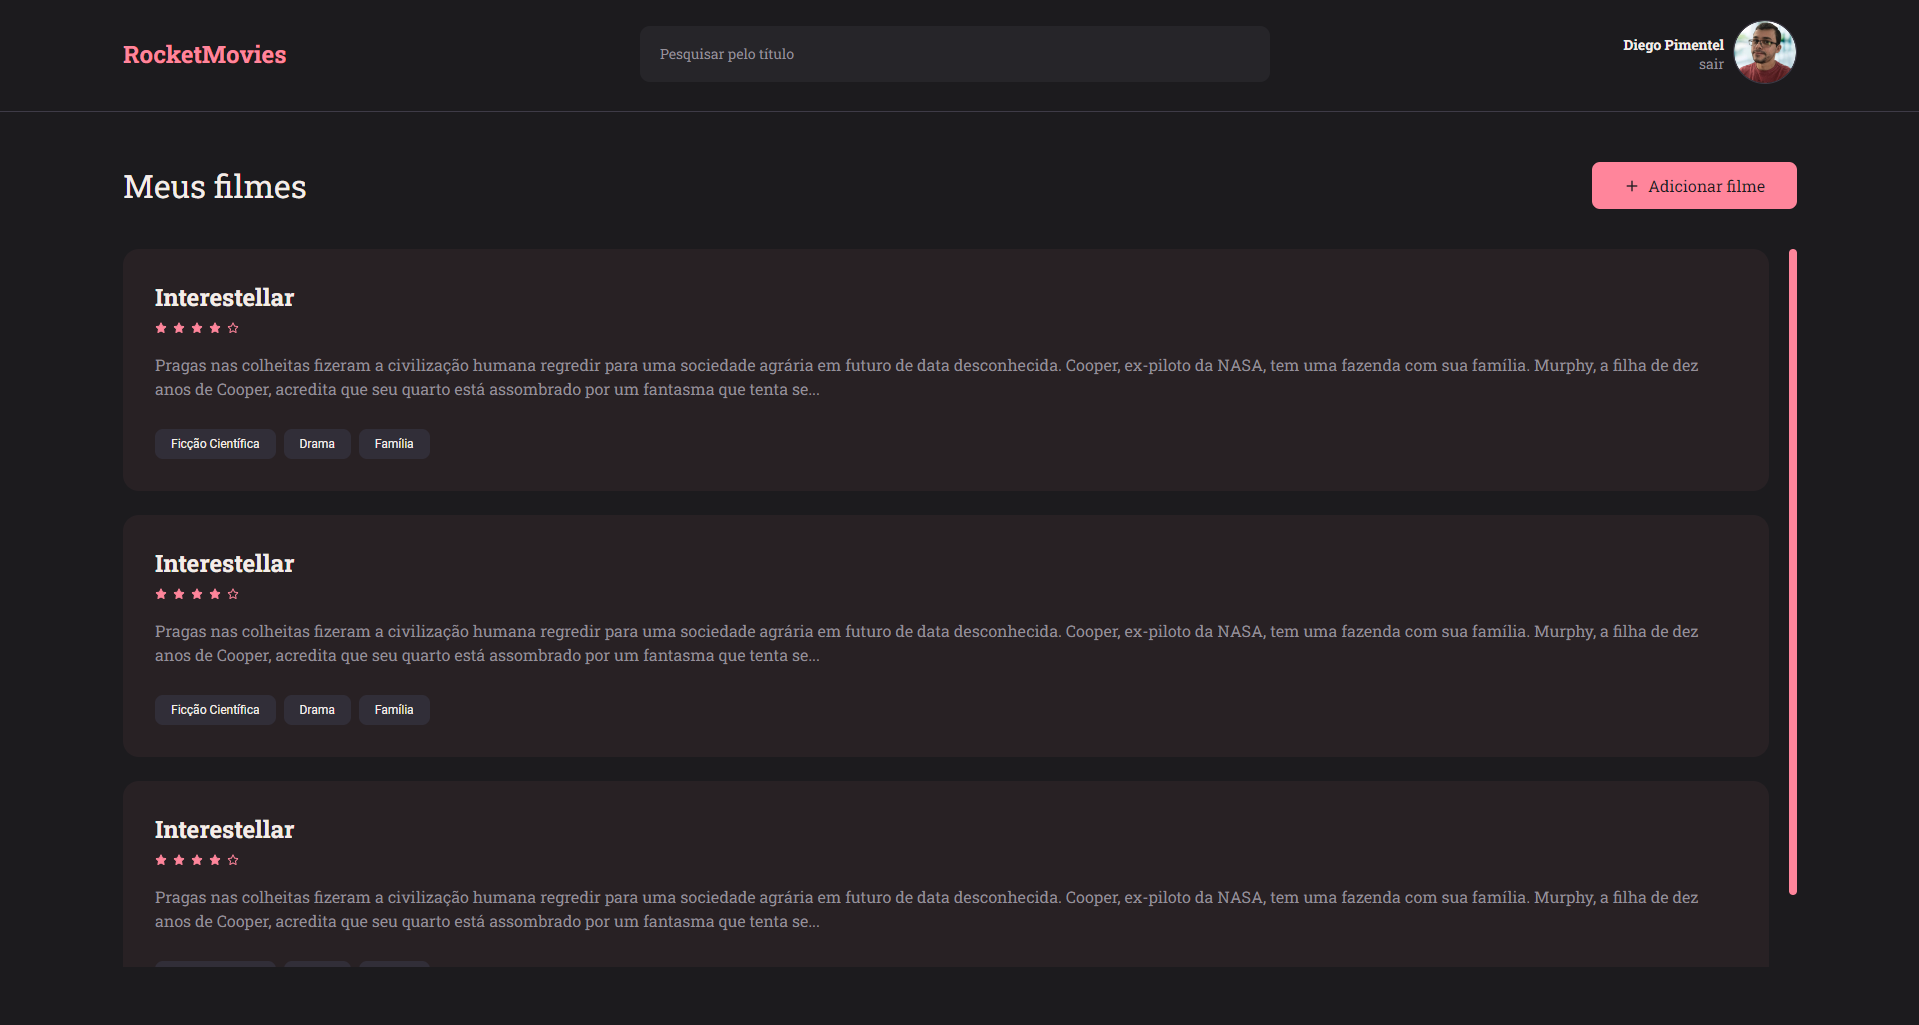 RocketMovies
Pesquisar pelo título
Diego Pimentel
sair
Meus filmes
+ Adicionar filme
Interestellar
Pragas nas colheitas fizeram a civilização humana regredir para uma sociedade agrária em futuro de data desconhecida. Cooper, ex-piloto da NASA, tem uma fazenda com sua família. Murphy, a filha de dez
anos de Cooper, acredita que seu quarto está assombrado por um fantasma que tenta se...
Ficção Científica Drama Família
Interestellar
Pragas nas colheitas fizeram a civilização humana regredir para uma sociedade agrária em futuro de data desconhecida. Cooper, ex-piloto da NASA, tem uma fazenda com sua família. Murphy, a filha de dez
anos de Cooper, acredita que seu quarto está assombrado por um fantasma que tenta se...
Ficção Científica Drama Família
Interestellar
Pragas nas colheitas fizeram a civilização humana regredir para uma sociedade agrária em futuro de data desconhecida. Cooper, ex-piloto da NASA, tem uma fazenda com sua família. Murphy, a filha de dez
anos de Cooper, acredita que seu quarto está assombrado por um fantasma que tenta se...